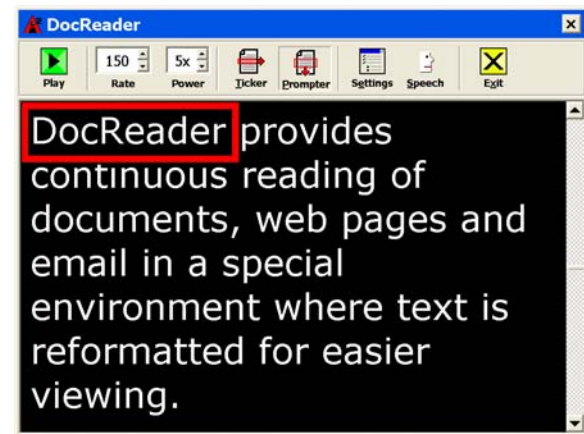 DocReader
150 5x
Play Rate Power Ticker Prompter Settings Speech Exit
DocReader provides
continuous reading of
documents, web pages and
email in a special
environment where text is
reformatted for easier
viewing.